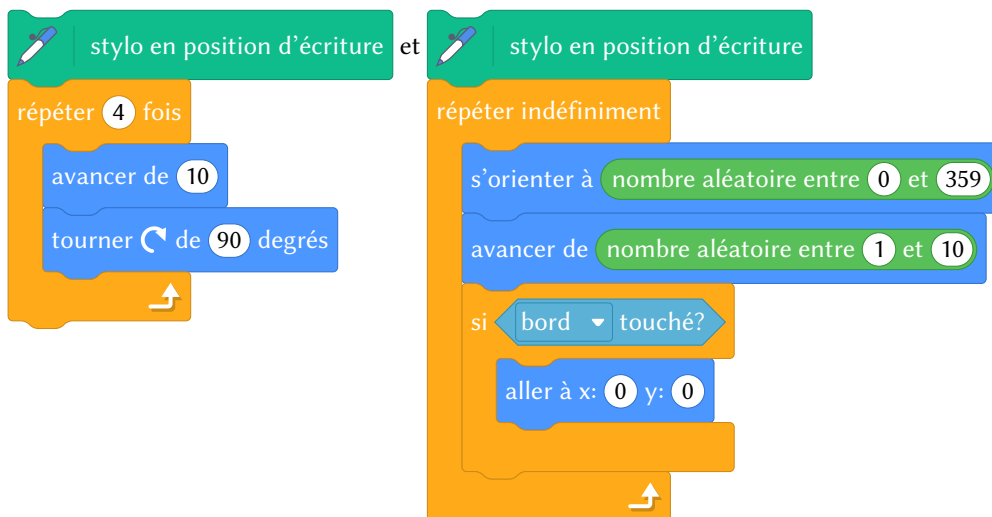 stylo en position d'écriture et stylo en position d'écriture
répéter 4 fois
avancer de 10
tourner de 90 degrés
répéter indéfiniment
s'orienter à nombre aléatoire entre 0 et 359
avancer de nombre aléatoire entre 1 et 10
si bord touché?
aller à x: 0 y: 0